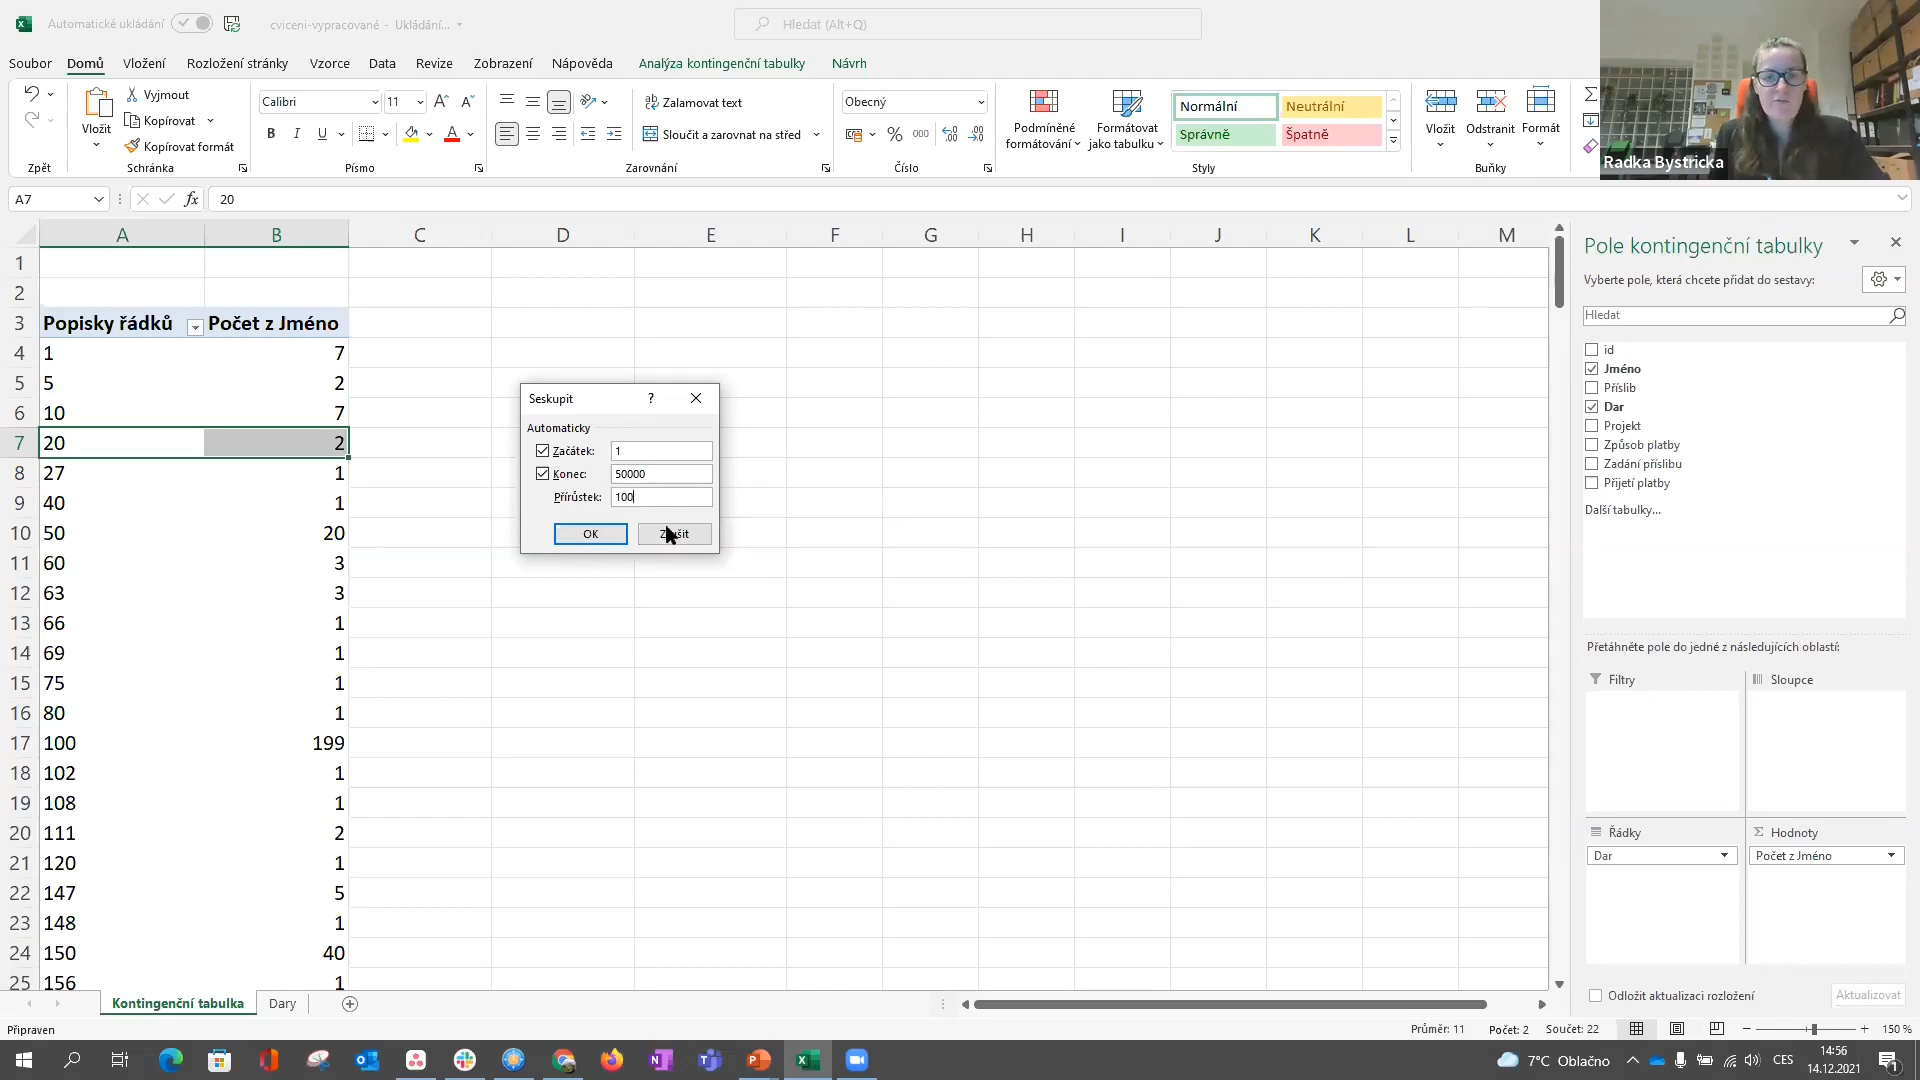 Automatické ukládání
cviceni-vypracované - Ukládání...
Hledat (Alt+Q)
Soubor Domů Vložení Rozložení stránky Vzorce Data Revize Zobrazení Nápověda Analýza kontingenční tabulky Návrh
Vložit
Vyjmout
Kopírovat
Kopírovat formát
Calibri 11
Zalamovat text
Sloučit a zarovnat na střed
Obecný
Podmíněné formátování
Formátovat jako tabulku
Normální Neutrální
Správně Špatně
Vložit Odstranit Formát
Zpět Schránka Písmo Zarovnání Číslo Styly Buňky
Radka Bystricka
A7 fx 20
A B C D E F G H I J K L M
1
2
3 Popisky řádků Počet z Jméno
4 1 7
5 5 2
6 10 7
7 20 2
8 27 1
9 40 1
10 50 20
11 60 3
12 63 3
13 66 1
14 69 1
15 75 1
16 80 1
17 100 199
18 102 1
19 108 1
20 111 2
21 120 1
22 147 5
23 148 1
24 150 40
25 156 1
Seskupit ?
Automaticky
Začátek: 1
Konec: 50000
Přírůstek: 100
OK
Pole kontingenční tabulky
Vyberte pole, která chcete přidat do sestavy:
Hledat
id
Jméno
Příslib
Dar
Projekt
Způsob platby
Zadání příslibu
Přijetí platby
Další tabulky...
Přetáhněte pole do jedné z následujících oblastí:
Filtry Sloupce
Řádky Hodnoty
Dar Počet z Jméno
Odložit aktualizaci rozložení Aktualizovat
Kontingenční tabulka Dary
Připraven Průměr: 11 Počet: 2 Součet: 22 150 %
7°C Oblačno CES 14:56
14.12.2021